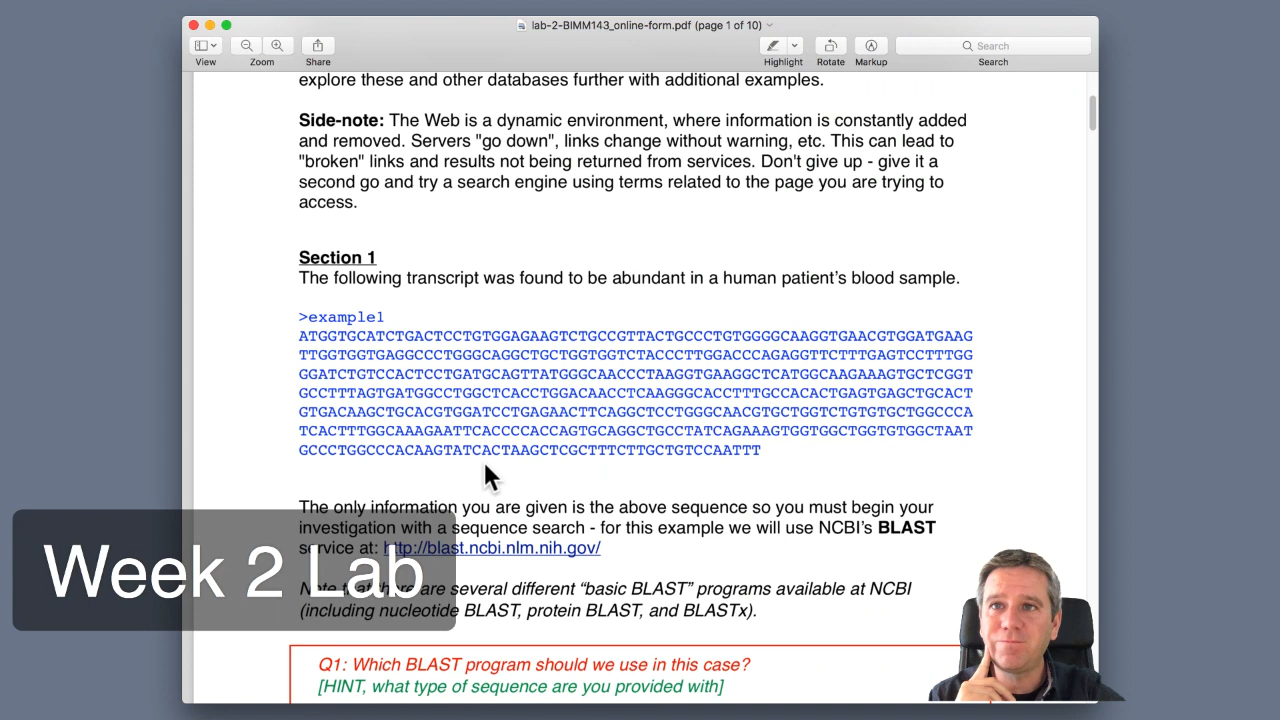 lab-2-BIMM143_online-form.pdf (page 1 of 10)
View
Zoom
Share
Highlight
Rotate
Markup
Search
Search
explore these and other databases further with additional examples.
Side-note: The Web is a dynamic environment, where information is constantly added
and removed. Servers "go down", links change without warning, etc. This can lead to
"broken" links and results not being returned from services. Don't give up - give it a
second go and try a search engine using terms related to the page you are trying to
access.
Section 1
The following transcript was found to be abundant in a human patient's blood sample.
>example1
ATGGTGCATCTGACTCCTGTGGAGAAGTCTGCCGTTACTGCCCTGTGGGGCAAGGTGAACGTGGATGAAG
TTGGTGGTGAGGCCCTGGGCAGGCTGCTGGTGGTCTACCCTTGGACCCAGAGGTTCTTTGAGTCCTTTGG
GGATCTGTCCACTCCTGATGCAGTTATGGGCAACCCTAAGGTGAAGGCTCATGGCAAGAAAGTGCTCGGT
GCCTTTAGTGATGGCCTGGCTCACCTGGACAACCTCAAGGGCACCTTTGCCACACTGAGTGAGCTGCACT
GTGACAAGCTGCACGTGGATCCTGAGAACTTCAGGCTCCTGGGCAACGTGCTGGTCTGTGTGCTGGCCCA
TCACTTTGGCAAAGAATTCACCCCACCAGTGCAGGCTGCCTATCAGAAAGTGGTGGCTGGTGTGGCTAAT
GCCCTGGCCCACAAGTATCACTAAGCTCGCTTTCTTGCTGTCCAATTT
The only information you are given is the above sequence so you must begin your
investigation with a sequence search - for this example we will use NCBI's BLAST
service at: http://blast.ncbi.nlm.nih.gov/
Note that there are several different “basic BLAST” programs available at NCBI
(including nucleotide BLAST, protein BLAST, and BLASTx).
Week 2 Lab
Q1: Which BLAST program should we use in this case?
[HINT, what type of sequence are you provided with]